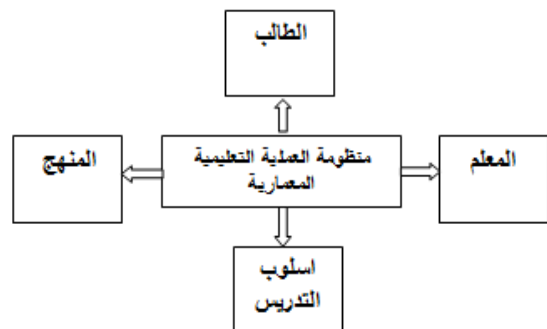 الطالب
المعلم
منظومة العملية التعليمية
المعمارية
المنهج
اسلوب
التدريس